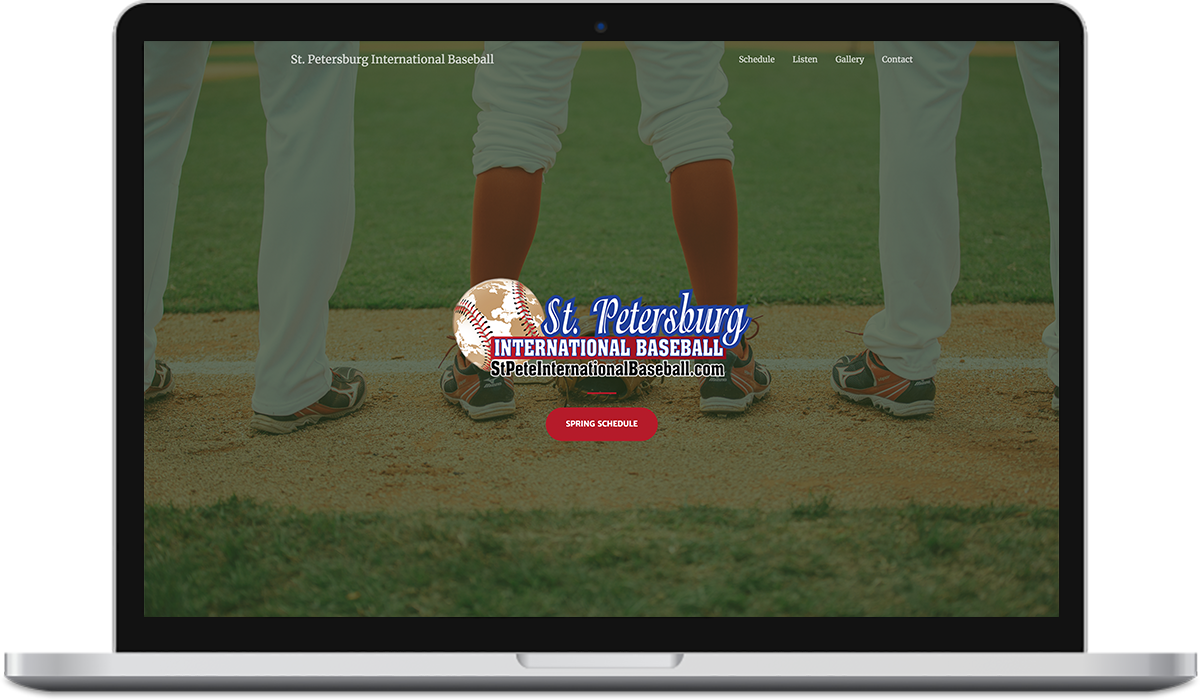 St. Petersburg International Baseball
Schedule Listen Gallery Contact
St. Petersburg
INTERNATIONAL BASEBALL
StPeteInternationalBaseball.com
SPRING SCHEDULE